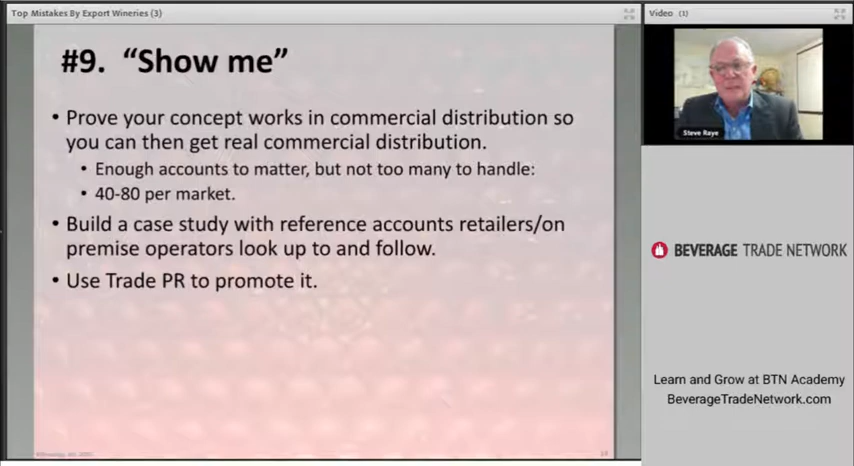 Top Mistakes By Export Wineries (3)
Video (1)
#9. “Show me”
• Prove your concept works in commercial distribution so
you can then get real commercial distribution.
• Enough accounts to matter, but not too many to handle:
• 40-80 per market.
• Build a case study with reference accounts retailers/on
premise operators look up to and follow.
• Use Trade PR to promote it.
Steve Raye
BEVERAGE TRADE NETWORK
Learn and Grow at BTN Academy
BeverageTradeNetwork.com